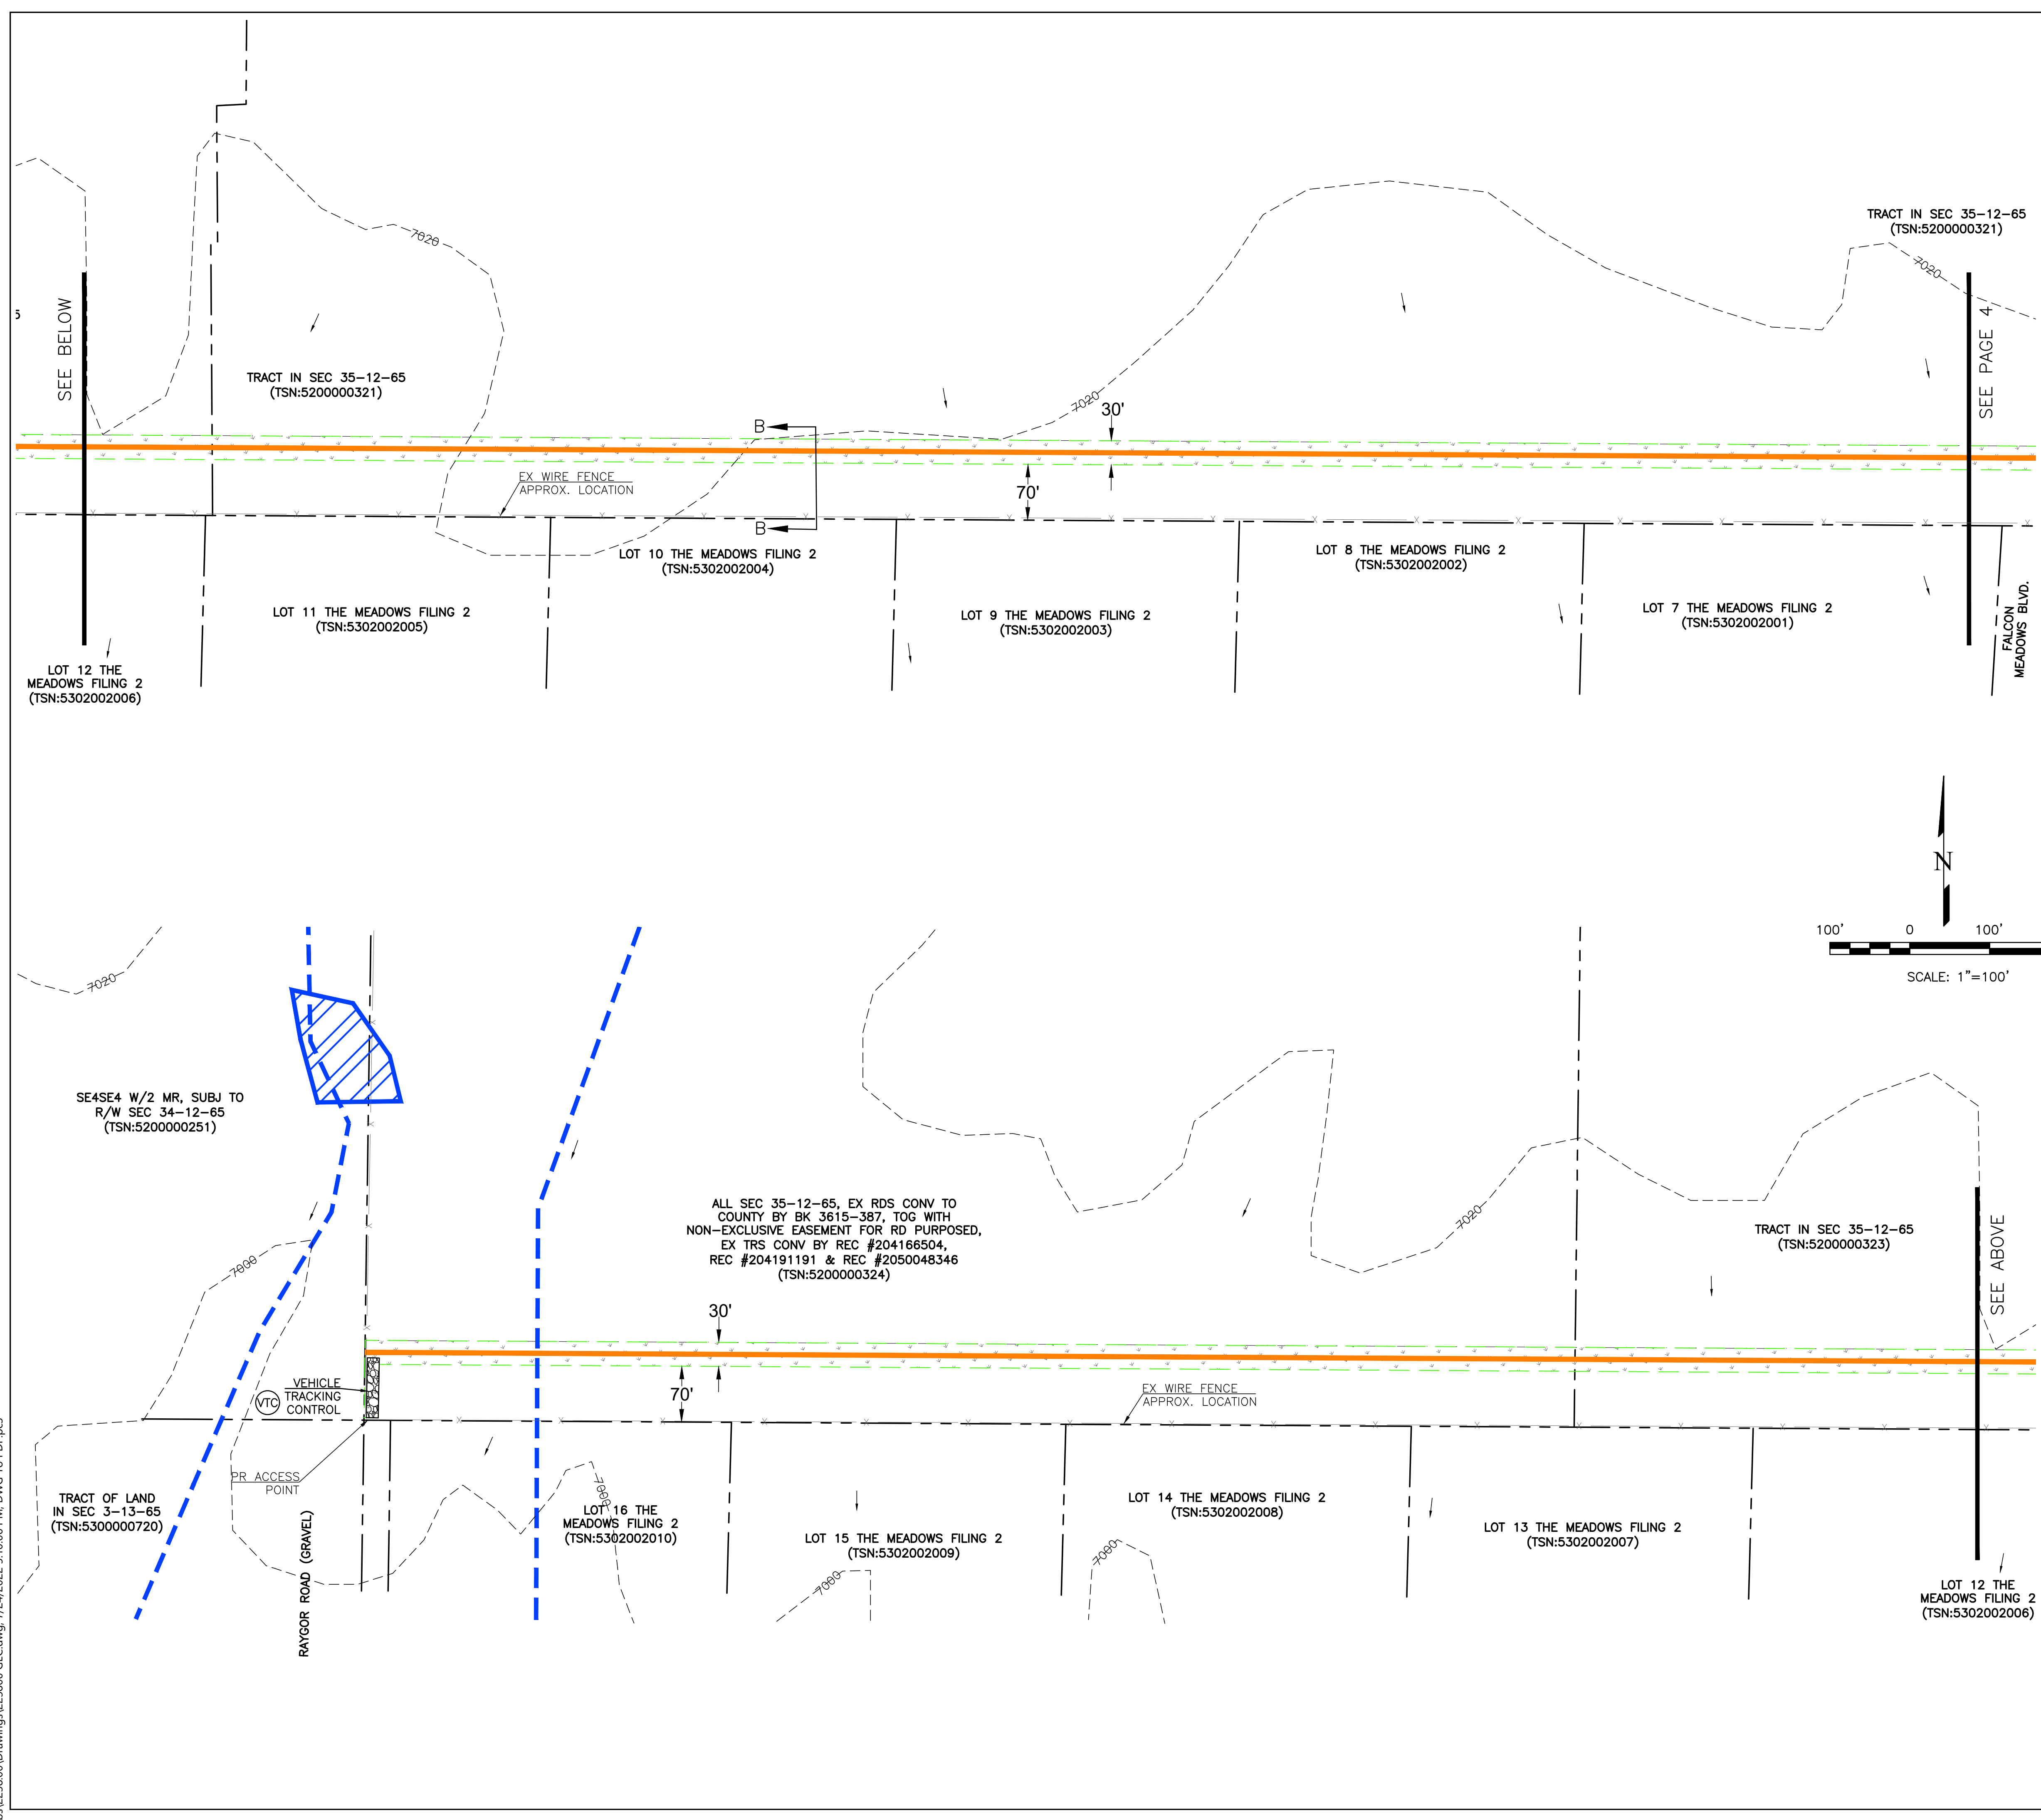 TRACT IN SEC 35-12-65
(TSN:5200000321)
7020
7020
SEE BELOW
SEE PAGE 4
5
TRACT IN SEC 35-12-65
(TSN:5200000321)
7020
30'
B
EX WIRE FENCE
APPROX. LOCATION
70'
B
LOT 10 THE MEADOWS FILING 2
(TSN:5302002004)
LOT 8 THE MEADOWS FILING 2
(TSN:5302002002)
LOT 11 THE MEADOWS FILING 2
(TSN:5302002005)
LOT 9 THE MEADOWS FILING 2
(TSN:5302002003)
LOT 7 THE MEADOWS FILING 2
(TSN:5302002001)
FALCON
MEADOWS BLVD.
LOT 12 THE
MEADOWS FILING 2
(TSN:5302002006)
N
100' 0 100'
SCALE: 1"=100'
7020
SE4SE4 W/2 MR, SUBJ TO
R/W SEC 34-12-65
(TSN:5200000251)
ALL SEC 35-12-65, EX RDS CONV TO
COUNTY BY BK 3615-387, TOG WITH
NON-EXCLUSIVE EASEMENT FOR RD PURPOSED,
EX TRS CONV BY REC #204166504,
REC #204191191 & REC #2050048346
(TSN:5200000324)
7020
TRACT IN SEC 35-12-65
(TSN:5200000323)
SEE ABOVE
7000
30'
VEHICLE
TRACKING
CONTROL
VTC
70'
EX WIRE FENCE
APPROX. LOCATION
PR ACCESS
POINT
TRACT OF LAND
IN SEC 3-13-65
(TSN:5300000720)
RAYGOR ROAD (GRAVEL)
7000
LOT 16 THE
MEADOWS FILING 2
(TSN:5302002010)
LOT 15 THE MEADOWS FILING 2
(TSN:5302002009)
7000
LOT 14 THE MEADOWS FILING 2
(TSN:5302002008)
7000
LOT 13 THE MEADOWS FILING 2
(TSN:5302002007)
LOT 12 THE
MEADOWS FILING 2
(TSN:5302002006)